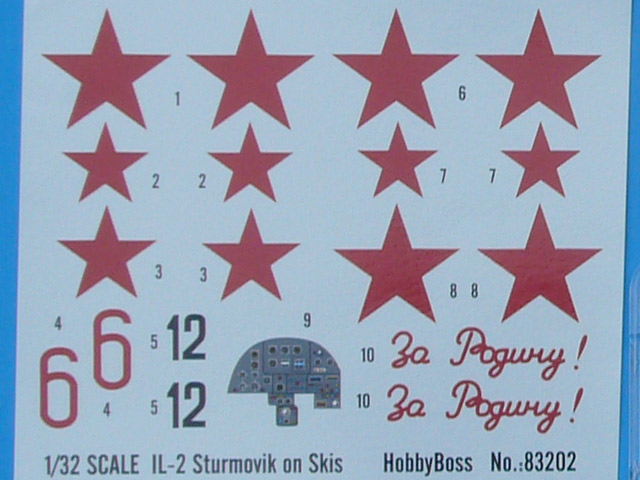 1
6
2 2 7 7
3 3 8 8
4 6 5 12 9 10 За Родину!
6 4 5 12 10 За Родину!
1/32 SCALE IL-2 Sturmovik on Skis HobbyBoss No.:83202